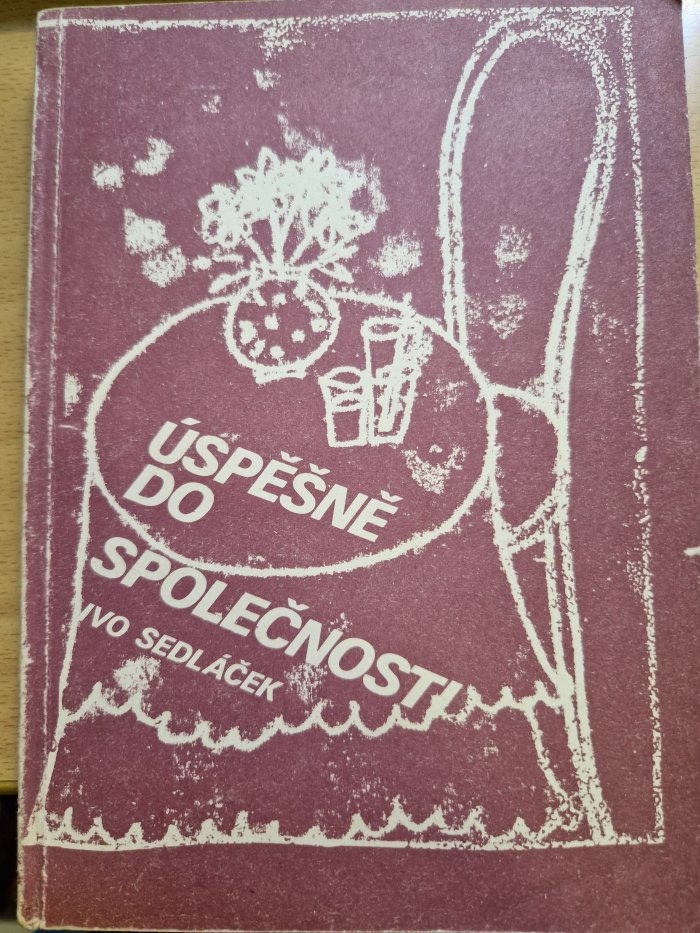 ÚSPĚŠNĚ
DO
SPOLEČNOSTI
IVO SEDLÁČEK